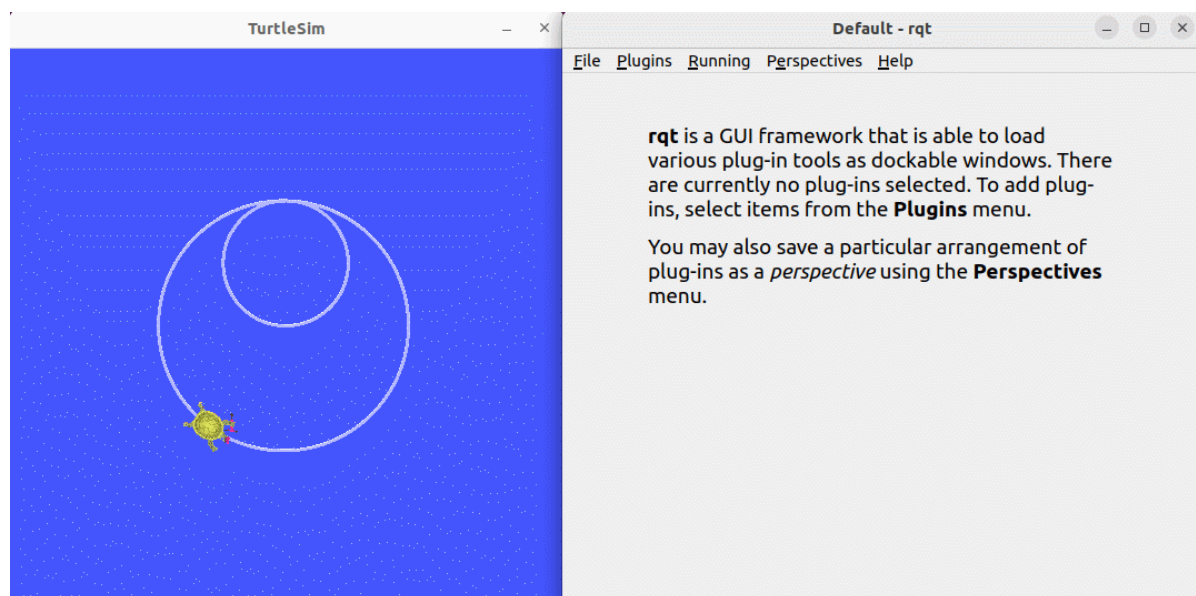 TurtleSim
Default - rqt
File Plugins Running Perspectives Help
rqt is a GUI framework that is able to load
various plug-in tools as dockable windows. There
are currently no plug-ins selected. To add plug-
ins, select items from the Plugins menu.
You may also save a particular arrangement of
plug-ins as a perspective using the Perspectives
menu.